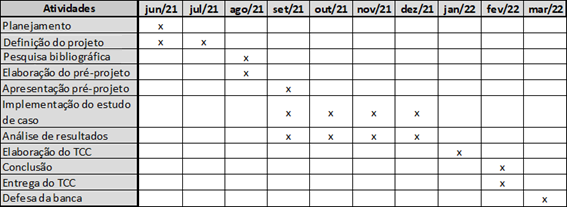 Atividades jun/21 jul/21 ago/21 set/21 out/21 nov/21 dez/21 jan/22 fev/22 mar/22
Planejamento x
Definição do projeto x x
Pesquisa bibliográfica x
Elaboração do pré-projeto x
Apresentação pré-projeto x
Implementação do estudo
de caso x x x x
Análise de resultados x x x x
Elaboração do TCC x
Conclusão x
Entrega do TCC x
Defesa da banca x